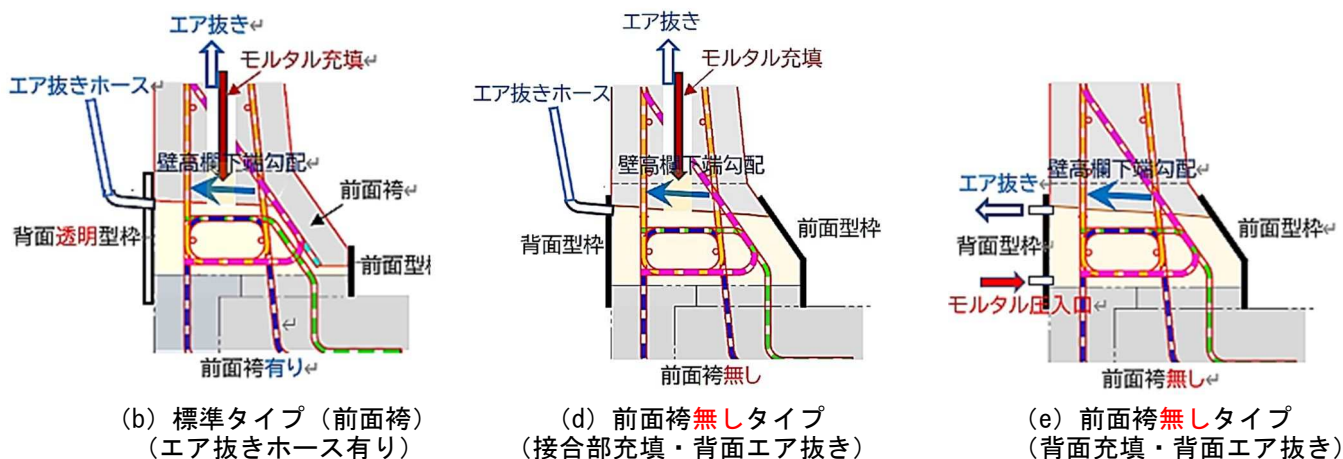 エア抜き↵
モルタル充填↵
エア抜きホース↵
壁高欄下端勾配↵
前面袴↵
背面透明型枠↵
前面型
↵
前面袴有り↵
(b) 標準タイプ(前面袴)
(エア抜きホース有り)
エア抜き
モルタル充填
エア抜きホース
壁高欄下端勾配
前面型枠
背面型枠
前面袴無し
(d) 前面袴無しタイプ
(接合部充填・背面エア抜き)
壁高欄下端勾配↵
エア抜き↵
前面型枠
背面型枠↵
モルタル圧入口↵
前面袴無し↵
(e) 前面袴無しタイプ
(背面充填・背面エア抜き)